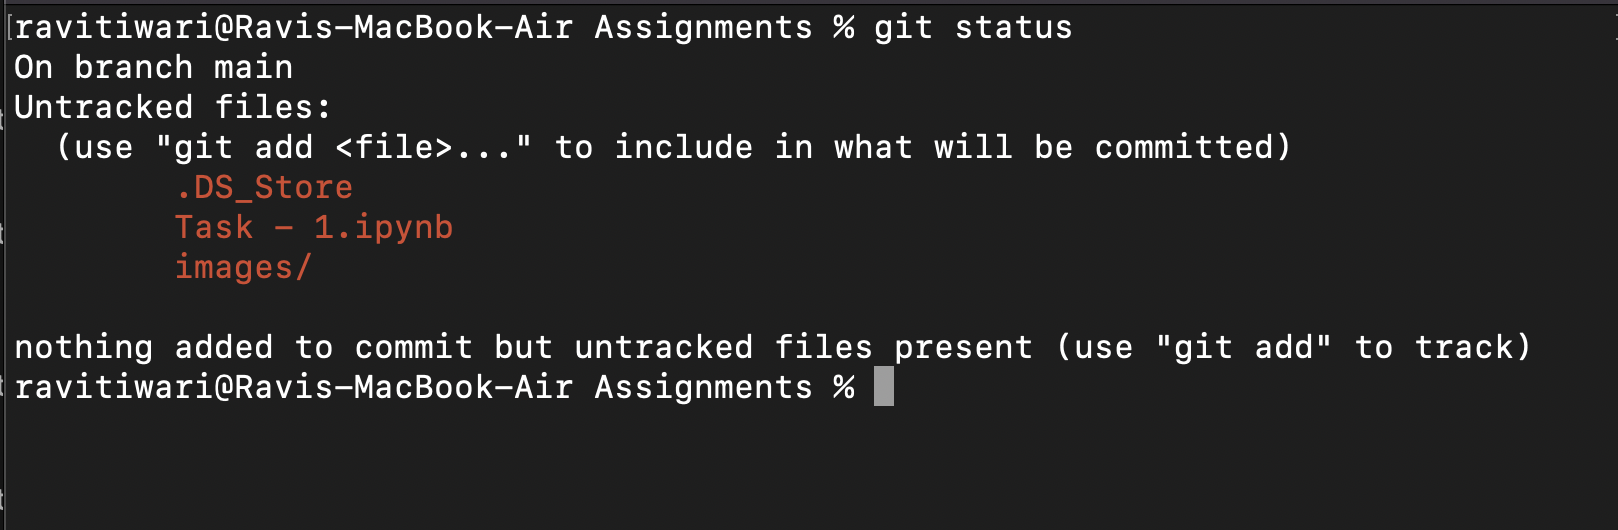 [ravitiwari@Ravis-MacBook-Air Assignments % git status
On branch main
Untracked files:
  (use "git add <file>..." to include in what will be committed)
        .DS_Store
        Task - 1.ipynb
        images/

nothing added to commit but untracked files present (use "git add" to track)
ravitiwari@Ravis-MacBook-Air Assignments %